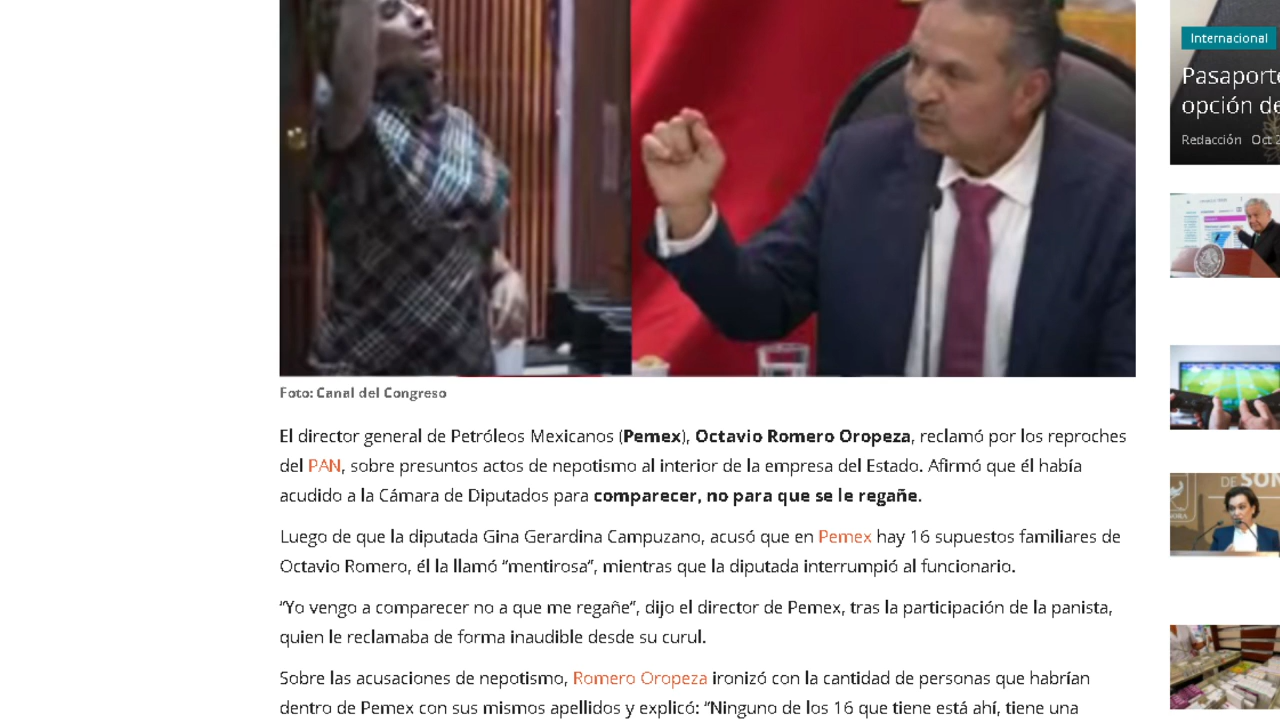 Internacional
Pasaporte
opción de
Redacción Oct 2
DE SON
Foto: Canal del Congreso
El director general de Petróleos Mexicanos (Pemex), Octavio Romero Oropeza, reclamó por los reproches
del PAN, sobre presuntos actos de nepotismo al interior de la empresa del Estado. Afirmó que él había
acudido a la Cámara de Diputados para comparecer, no para que se le regañe.
Luego de que la diputada Gina Gerardina Campuzano, acusó que en Pemex hay 16 supuestos familiares de
Octavio Romero, él la llamó “mentirosa”, mientras que la diputada interrumpió al funcionario.
“Yo vengo a comparecer no a que me regañe”, dijo el director de Pemex, tras la participación de la panista,
quien le reclamaba de forma inaudible desde su curul.
Sobre las acusaciones de nepotismo, Romero Oropeza ironizó con la cantidad de personas que habrían
dentro de Pemex con sus mismos apellidos y explicó: “Ninguno de los 16 que tiene está ahí, tiene una